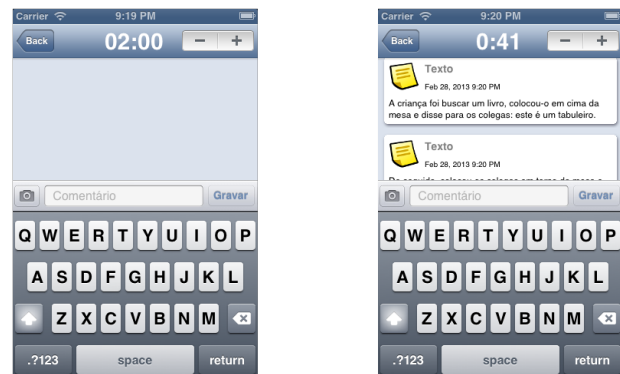 Carrier 9:19 PM
Back 02:00 - +
Comentário Gravar
Q W E R T Y U I O P
A S D F G H J K L
Z X C V B N M
.?123 space return
Carrier 9:20 PM
Back 0:41 - +
Texto
Feb 28, 2013 9:20 PM
A criança foi buscar um livro, colocou-o em cima da
mesa e disse para os colegas: este é um tabuleiro.
Texto
Feb 28, 2013 9:20 PM
Comentário Gravar
Q W E R T Y U I O P
A S D F G H J K L
Z X C V B N M
.?123 space return